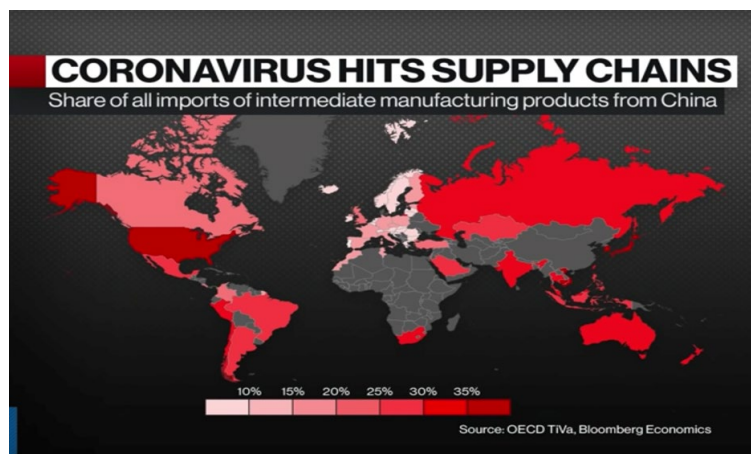 CORONAVIRUS HITS SUPPLY CHAINS
Share of all imports of intermediate manufacturing products from China
10% 15% 20% 25% 30% 35%
Source: OECD TiVa, Bloomberg Economics